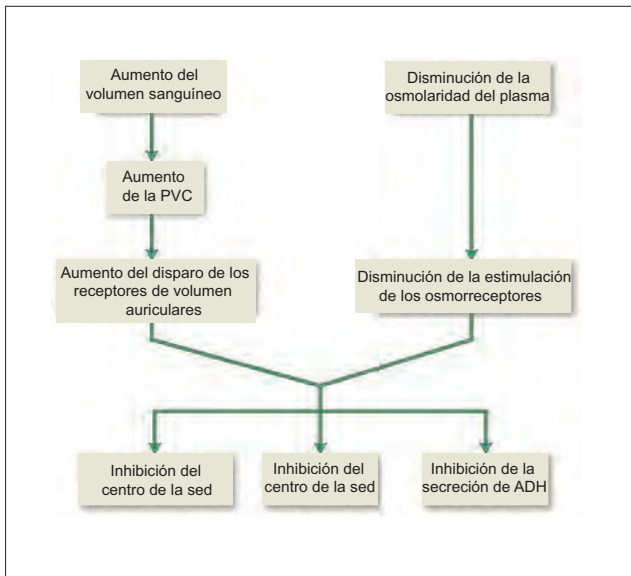 Aumento del
volumen sanguíneo
Disminución de la
osmolaridad del plasma
Aumento
de la PVC
Aumento del disparo de los
receptores de volumen
auriculares
Disminución de la estimulación
de los osmorreceptores
Inhibición del
centro de la sed
Inhibición del
centro de la sed
Inhibición de la
secreción de ADH